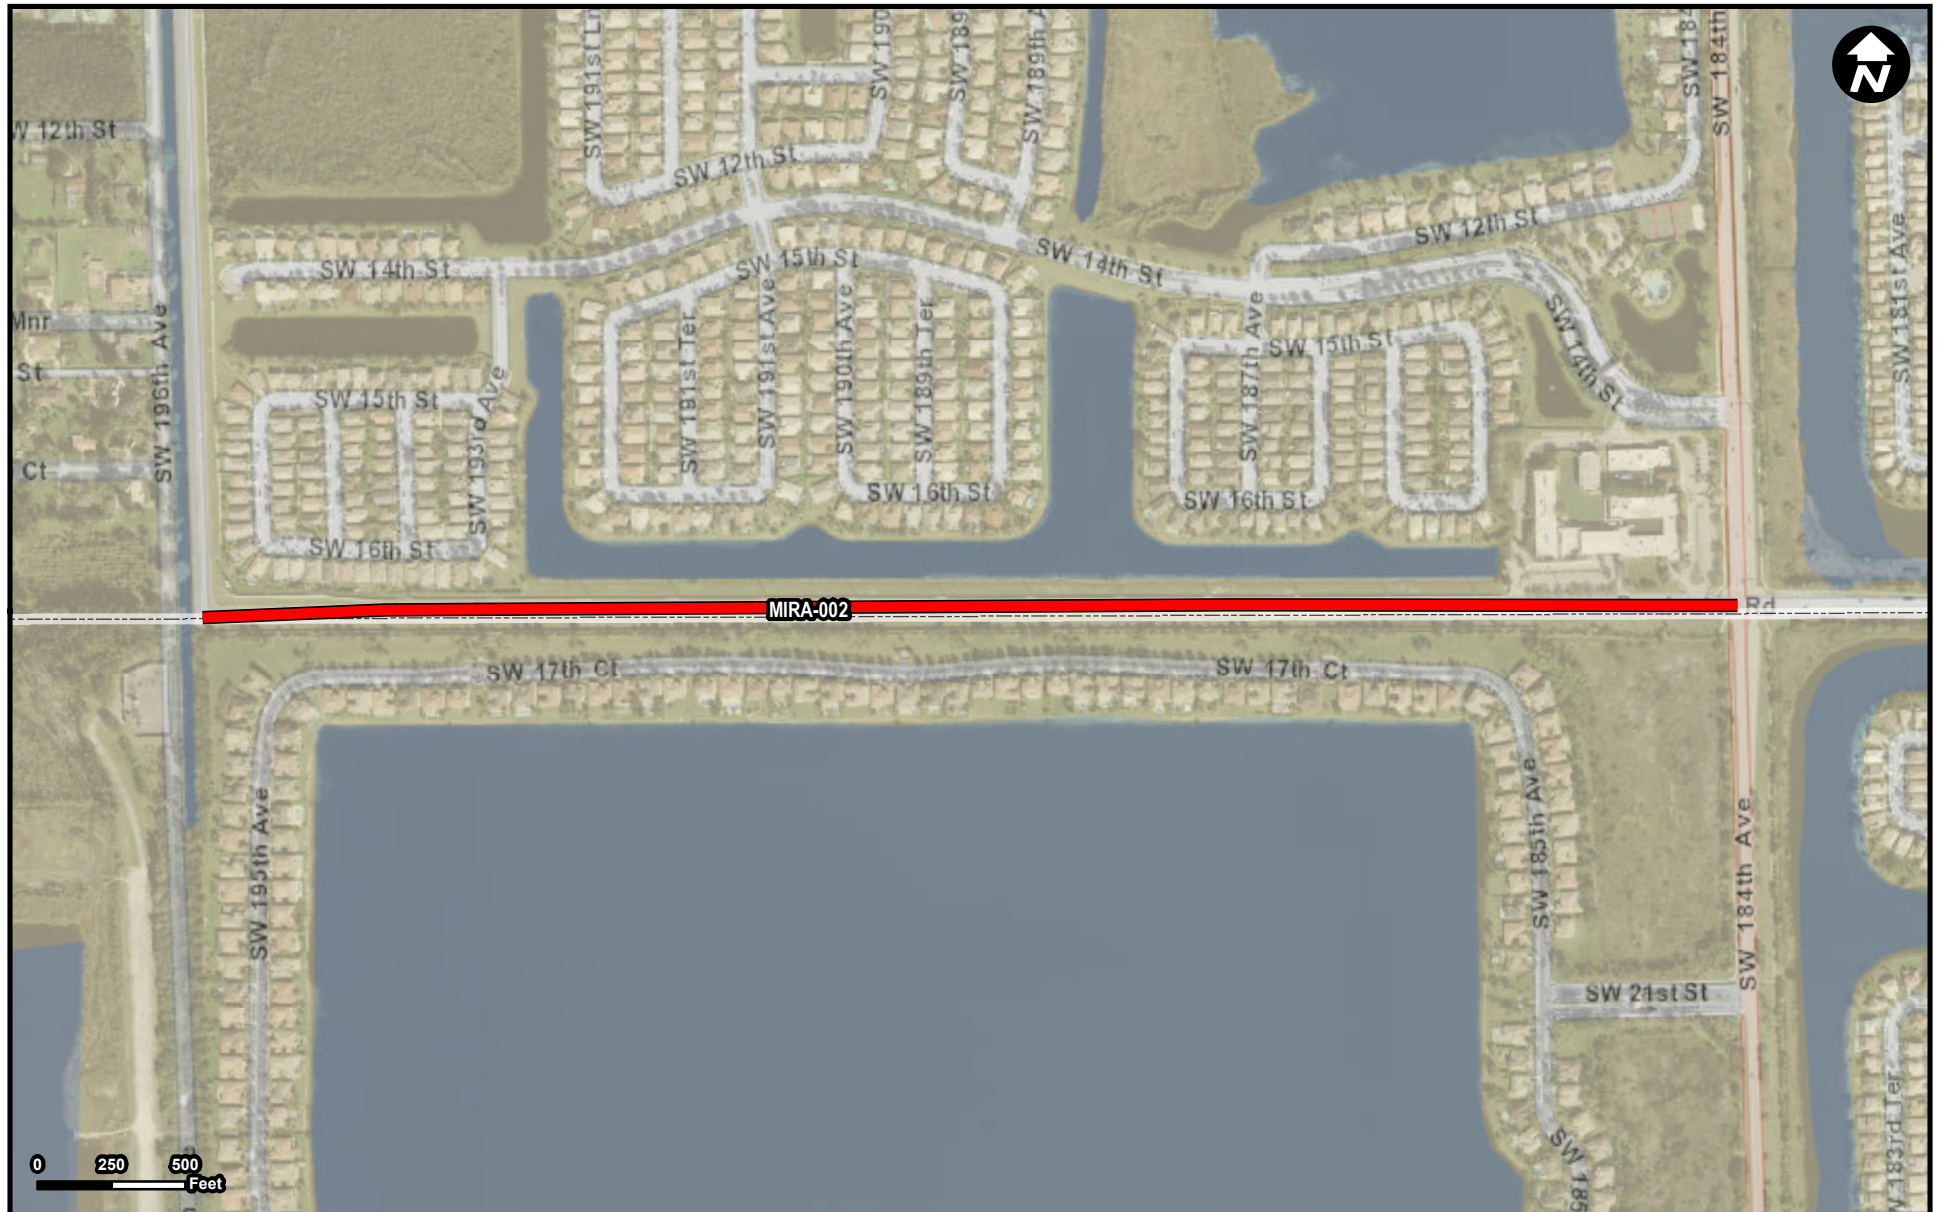 SW 191st Ln
SW 190
SW 189
SW 189th A
SW 184
SW 184th
N
W 12th St
SW 12th St
SW 12th St
SW 181st Ave
SW 14th St
SW 15th St
SW 14th St
Mnr
St
Ct
SW 196th Ave
SW 191st Ter
SW 191st Ave
SW 190th Ave
SW 189th Ter
SW 187th Ave
SW 15th St
SW 14th St
SW 15th St
SW 193rd Ave
SW 16th St
SW 16th St
SW 16th St
MIRA-002
Rd
SW 17th Ct
SW 17th Ct
SW 195th Ave
SW 185th Ave
SW 184th Ave
SW 21st St
SW 185
W 183rd Ter
0 250 500
Feet